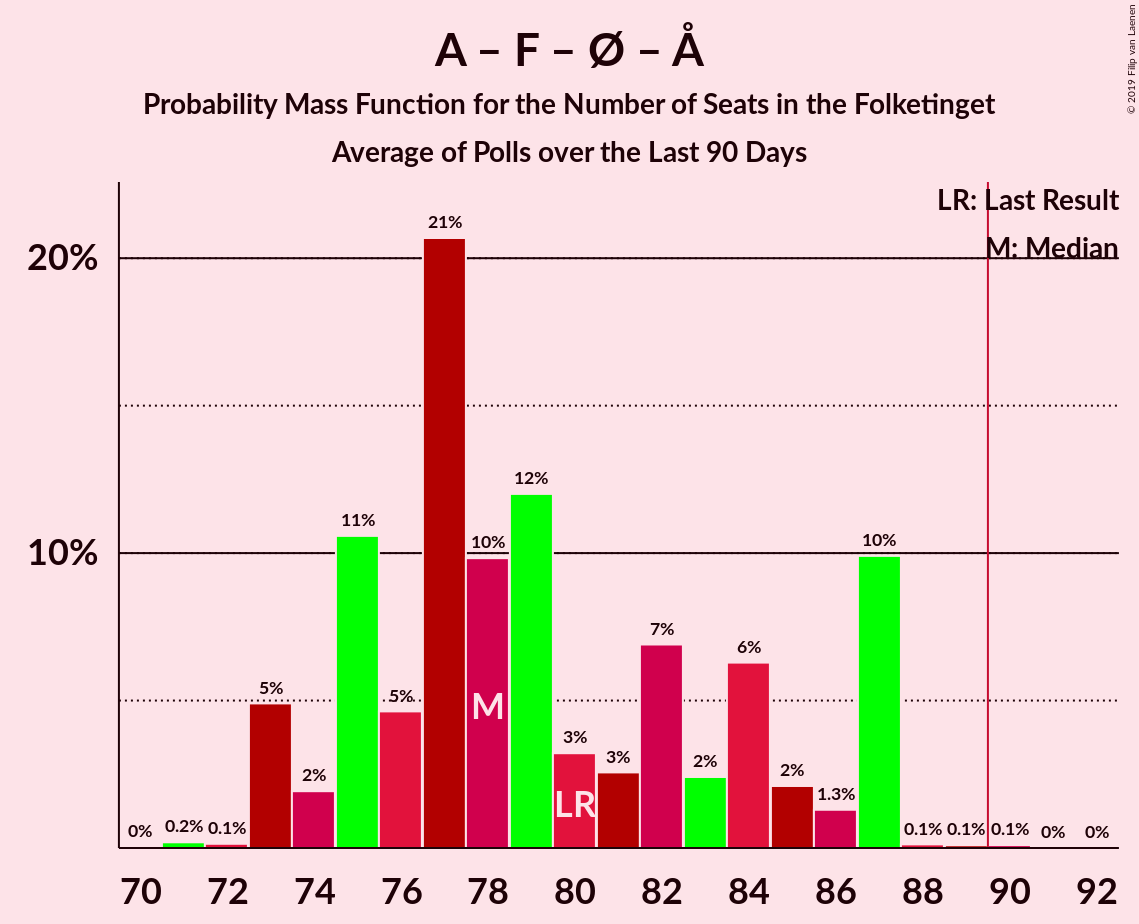 A – F – Ø – Å
Probability Mass Function for the Number of Seats in the Folketinget
Average of Polls over the Last 90 Days
© 2019 Filip van Laenen
LR: Last Result
M: Median
20%
10%
0%
0.2%
0.1%
5%
2%
11%
5%
21%
10%
12%
3%
3%
7%
2%
6%
2%
1.3%
10%
0.1%
0.1%
0.1%
0%
0%
M
LR
70 72 74 76 78 80 82 84 86 88 90 92